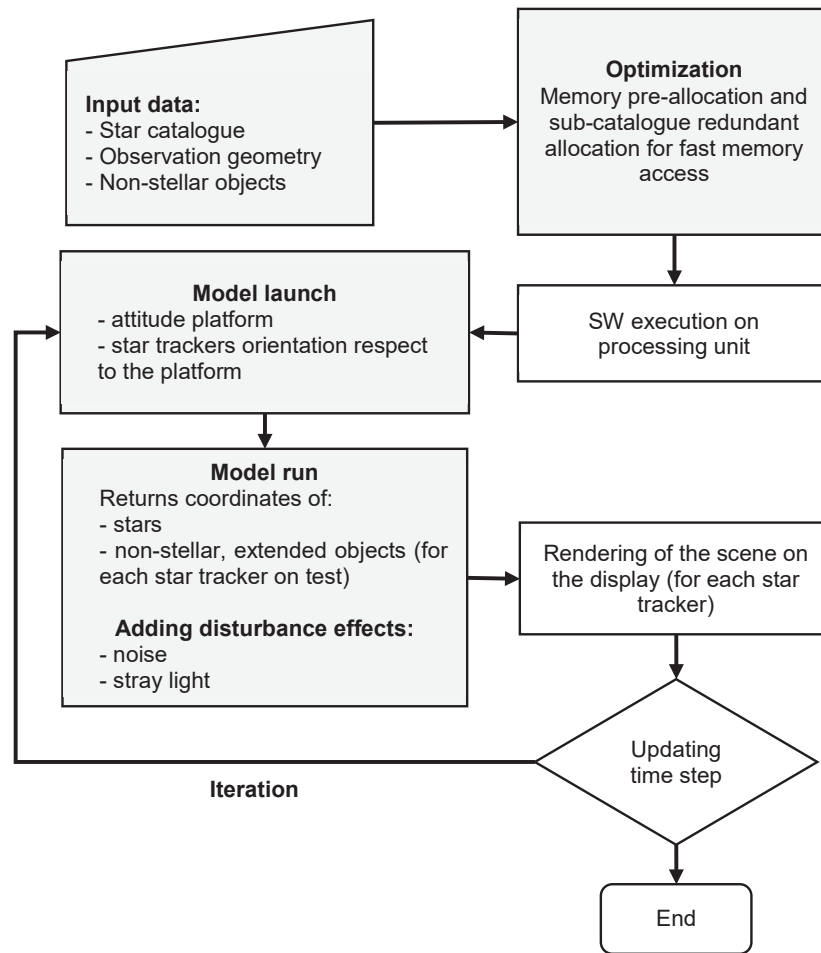 Input data:
- Star catalogue
- Observation geometry
- Non-stellar objects
Optimization
Memory pre-allocation and
sub-catalogue redundant
allocation for fast memory
access
SW execution on
processing unit
Model launch
- attitude platform
- star trackers orientation respect
to the platform
Model run
Returns coordinates of:
- stars
- non-stellar, extended objects (for
each star tracker on test)
Adding disturbance effects:
- noise
- stray light
Rendering of the scene on
the display (for each star
tracker)
Updating
time step
Iteration
End